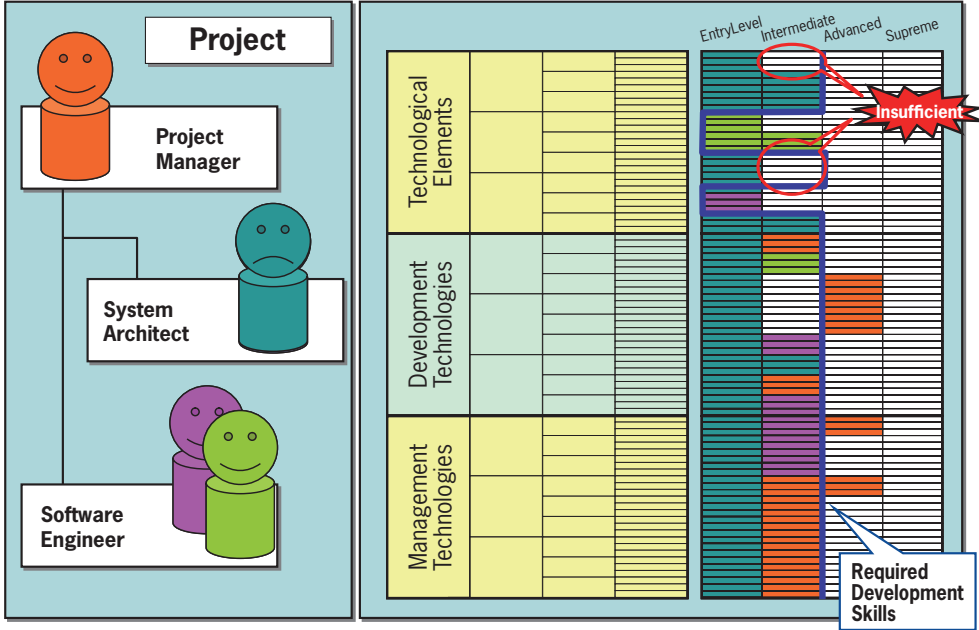 Project
Project
Manager
System
Architect
Software
Engineer
EntryLevel
Intermediate
Advanced
Supreme
Technological
Elements
Development
Technologies
Management
Technologies
Insufficient
Required
Development
Skills